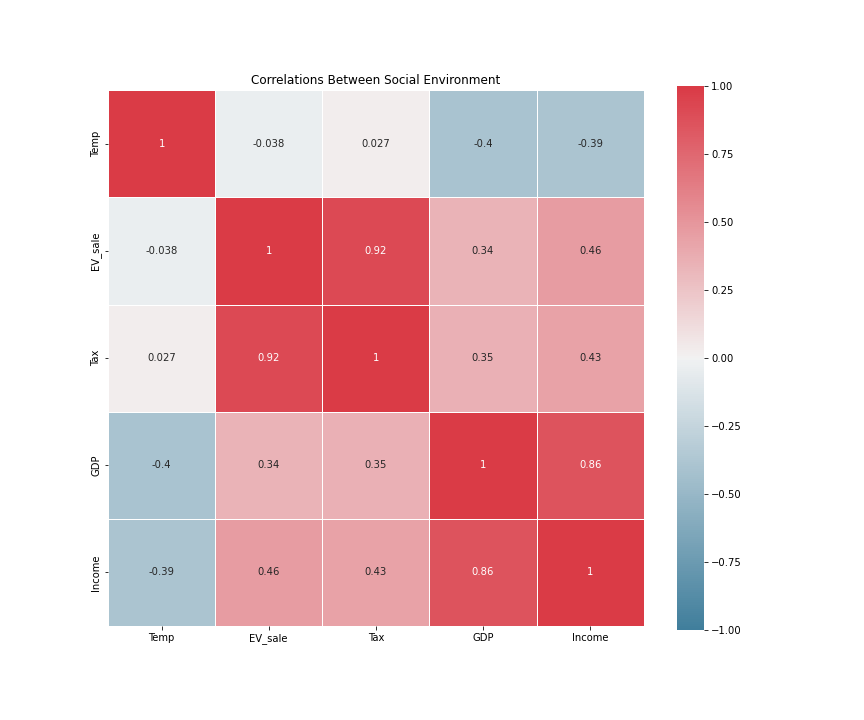 Correlations Between Social Environment
Temp 1 -0.038 0.027 -0.4 -0.39
EV_sale -0.038 1 0.92 0.34 0.46
Tax 0.027 0.92 1 0.35 0.43
GDP -0.4 0.34 0.35 1 0.86
Income -0.39 0.46 0.43 0.86 1
Temp EV_sale Tax GDP Income
1.00
0.75
0.50
0.25
0.00
−0.25
−0.50
−0.75
−1.00